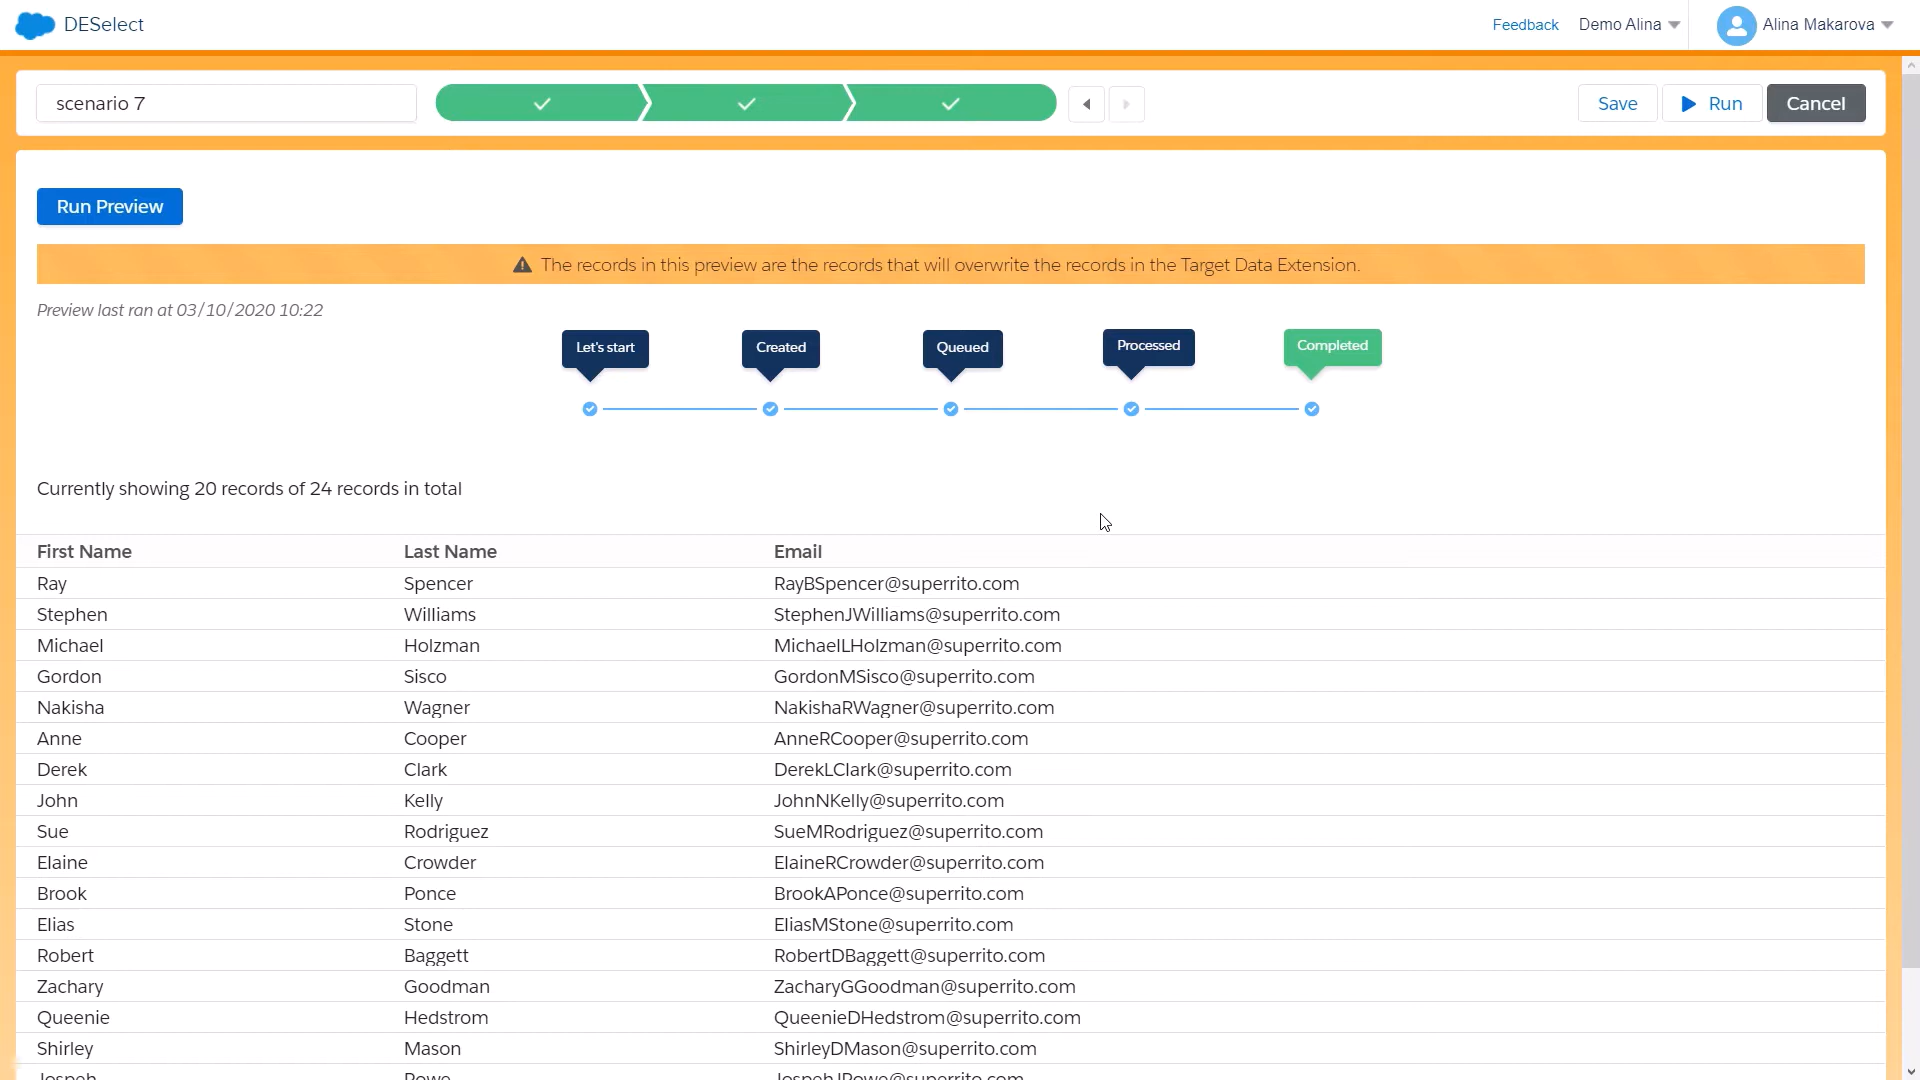 DESelect
Feedback Demo Alina Alina Makarova
scenario 7
Save Run Cancel
Run Preview
The records in this preview are the records that will overwrite the records in the Target Data Extension.
Preview last ran at 03/10/2020 10:22
Let's start Created Queued Processed Completed
Currently showing 20 records of 24 records in total
First Name Last Name Email
Ray Spencer RayBSpencer@superrito.com
Stephen Williams StephenJWilliams@superrito.com
Michael Holzman MichaelLHolzman@superrito.com
Gordon Sisco GordonMSisco@superrito.com
Nakisha Wagner NakishaRWagner@superrito.com
Anne Cooper AnneRCooper@superrito.com
Derek Clark DerekLClark@superrito.com
John Kelly JohnNKelly@superrito.com
Sue Rodriguez SueMRodriguez@superrito.com
Elaine Crowder ElaineRCrowder@superrito.com
Brook Ponce BrookAPonce@superrito.com
Elias Stone EliasMStone@superrito.com
Robert Baggett RobertDBaggett@superrito.com
Zachary Goodman ZacharyGGoodman@superrito.com
Queenie Hedstrom QueenieDHedstrom@superrito.com
Shirley Mason ShirleyDMason@superrito.com